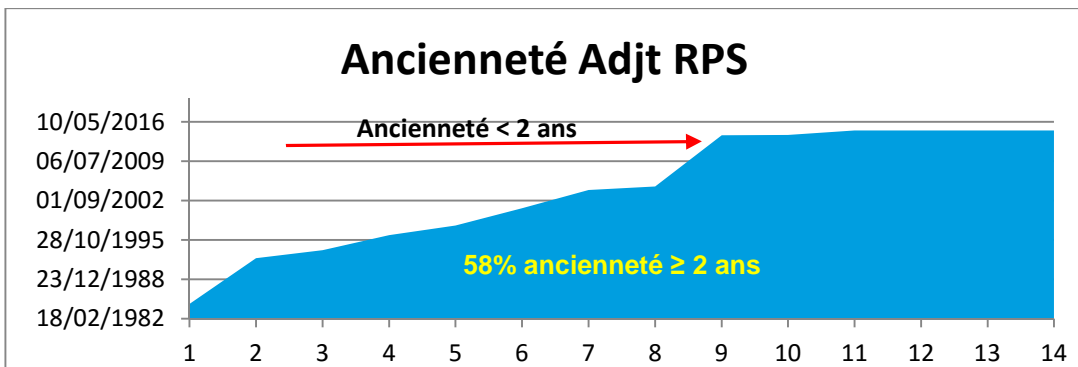 Ancienneté Adjt RPS
10/05/2016
Ancienneté < 2 ans
06/07/2009
01/09/2002
28/10/1995
58% ancienneté ≥ 2 ans
23/12/1988
18/02/1982
1 2 3 4 5 6 7 8 9 10 11 12 13 14